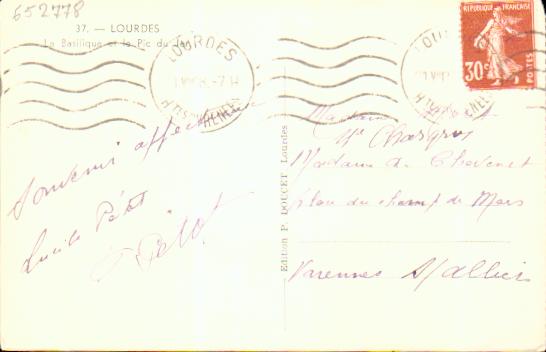 652778
37. — LOURDES
La Basilique et le Pic du Jer
LOURDES
Htes PYRENEES
REPUBLIQUE FRANÇAISE
30c
POSTES
Souvenir affectueux
Lucile Pétot
Edition P. DOUCET Lourdes
Madame
Madame de Chevenet
place du champ de Mars
Varennes S/Allier